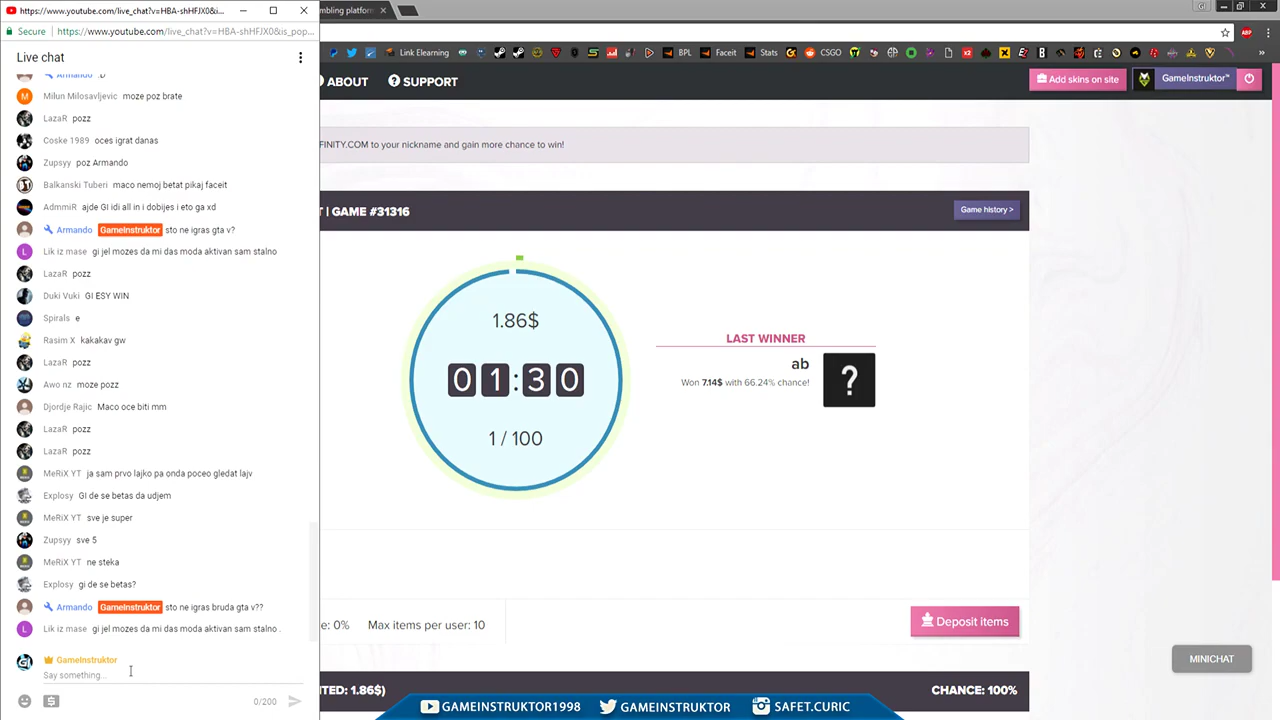 https://www.youtube.com/live_chat?v=HBA-shHFJX0&i...
mbling platform
Secure https://www.youtube.com/live_chat?v=HBA-shHFJX0&is_pop...
Link Elearning
BPL
Faceit
Stats
CSGO
Live chat
ABOUT
SUPPORT
Add skins on site
GameInstruktor™
Armando :D
Milun Milosavljevic moze poz brate
LazaR pozz
Coske 1989 oces igrat danas
Zupsyy poz Armando
Balkanski Tuberi maco nemoj betat pikaj faceit
AdmmiR ajde GI idi all in i dobijes i eto ga xd
Armando GameInstruktor sto ne igras gta v?
Lik iz mase gi jel mozes da mi das moda aktivan sam stalno
LazaR pozz
Duki Vuki GI ESY WIN
Spirals e
Rasim X kakakav gw
LazaR pozz
Awo nz moze pozz
Djordje Rajic Maco oce biti mm
LazaR pozz
LazaR pozz
MeRiX YT ja sam prvo lajko pa onda poceo gledat lajv
Explosy GI de se betas da udjem
MeRiX YT sve je super
Zupsyy sve 5
MeRiX YT ne steka
Explosy gi de se betas?
Armando GameInstruktor sto ne igras bruda gta v??
Lik iz mase gi jel mozes da mi das moda aktivan sam stalno .
GameInstruktor
Say something...
0/200
FINITY.COM to your nickname and gain more chance to win!
T | GAME #31316
Game history >
1.86$
01:30
1 / 100
LAST WINNER
ab
Won 7.14$ with 66.24% chance!
?
e: 0%
Max items per user: 10
Deposit items
MINICHAT
ITED: 1.86$)
CHANCE: 100%
GAMEINSTRUKTOR1998
GAMEINSTRUKTOR
SAFET.CURIC